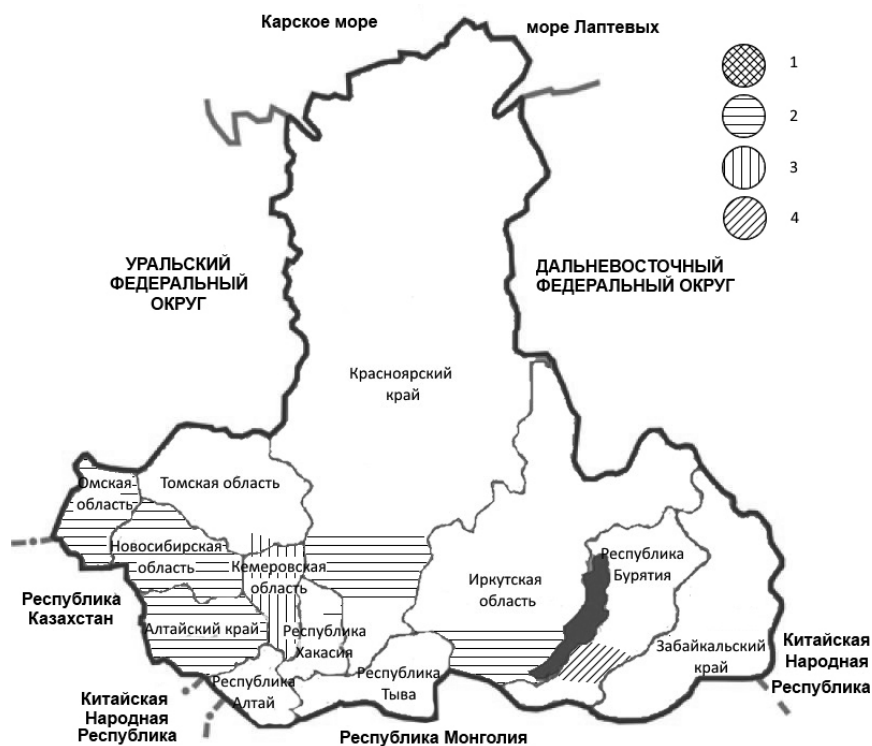 Карское море
море Лаптевых
1
2
3
4
УРАЛЬСКИЙ
ФЕДЕРАЛЬНЫЙ
ОКРУГ
ДАЛЬНЕВОСТОЧНЫЙ
ФЕДЕРАЛЬНЫЙ ОКРУГ
Красноярский
край
Омская
область
Томская область
Новосибирская
область
Кемеровская
область
Иркутская
область
Республика
Бурятия
Республика
Казахстан
Алтайский край
Республика
Хакасия
Забайкальский
край
Китайская
Народная
Республика
Республика
Алтай
Республика
Тыва
Китайская
Народная
Республика
Республика Монголия